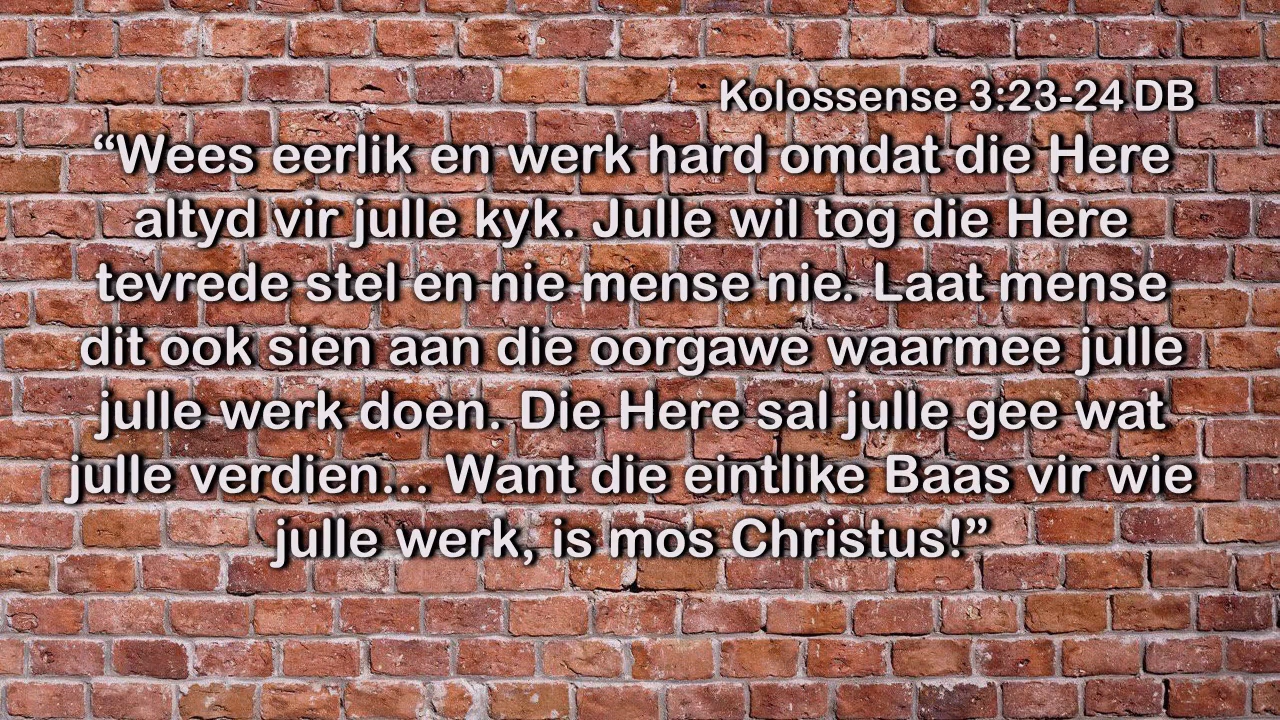 Kolossense 3:23-24 DB
“Wees eerlik en werk hard omdat die Here
altyd vir julle kyk. Julle wil tog die Here
tevrede stel en nie mense nie. Laat mense
dit ook sien aan die oorgawe waarmee julle
julle werk doen. Die Here sal julle gee wat
julle verdien... Want die eintlike Baas vir wie
julle werk, is mos Christus!”